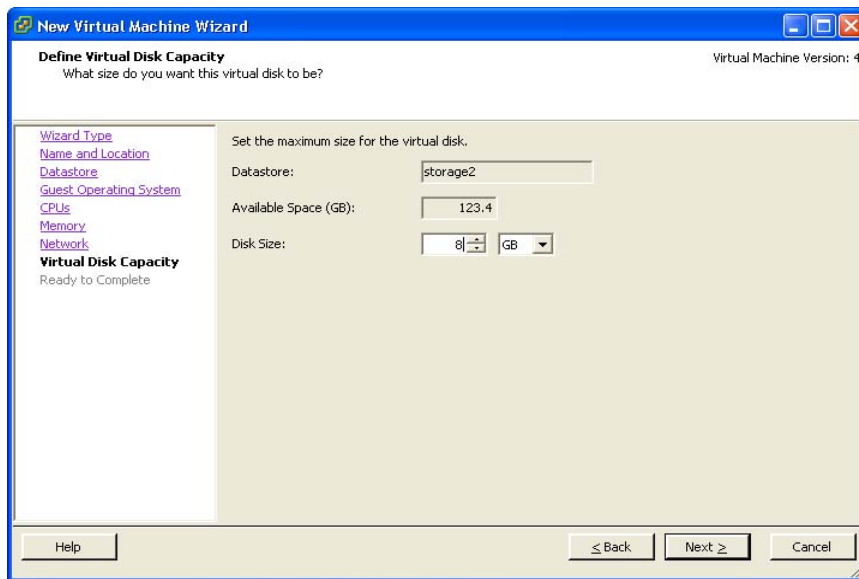 New Virtual Machine Wizard
Define Virtual Disk Capacity
What size do you want this virtual disk to be?
Virtual Machine Version: 4
Wizard Type
Name and Location
Datastore
Guest Operating System
CPUs
Memory
Network
Virtual Disk Capacity
Ready to Complete
Set the maximum size for the virtual disk.
Datastore: storage2
Available Space (GB): 123.4
Disk Size: 8 GB
Help
< Back
Next >
Cancel